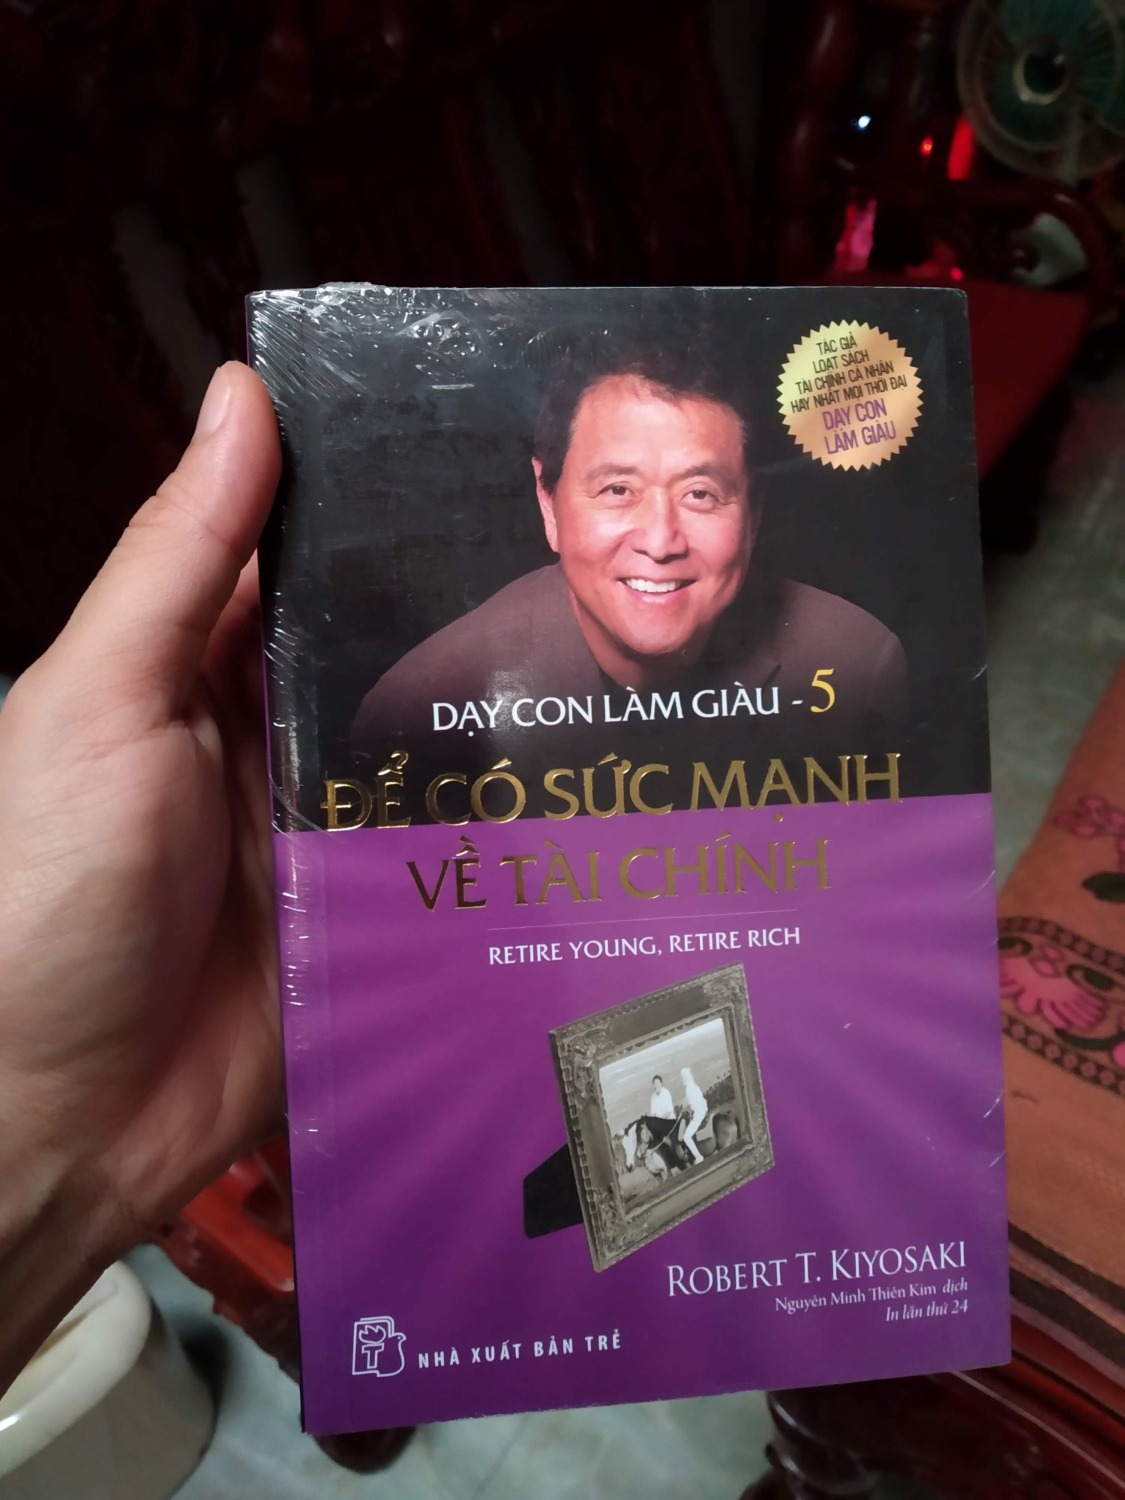 TÁC GIẢ
LOẠT SÁCH
TÀI CHÍNH CÁ NHÂN
HAY NHẤT MỌI THỜI ĐẠI
DẠY CON
LÀM GIÀU
DẠY CON LÀM GIÀU - 5
ĐỂ CÓ SỨC MẠNH
VỀ TÀI CHÍNH
RETIRE YOUNG, RETIRE RICH
ROBERT T. KIYOSAKI
Nguyễn Minh Thiên Kim dịch
In lần thứ 24
T
NHÀ XUẤT BẢN TRẺ